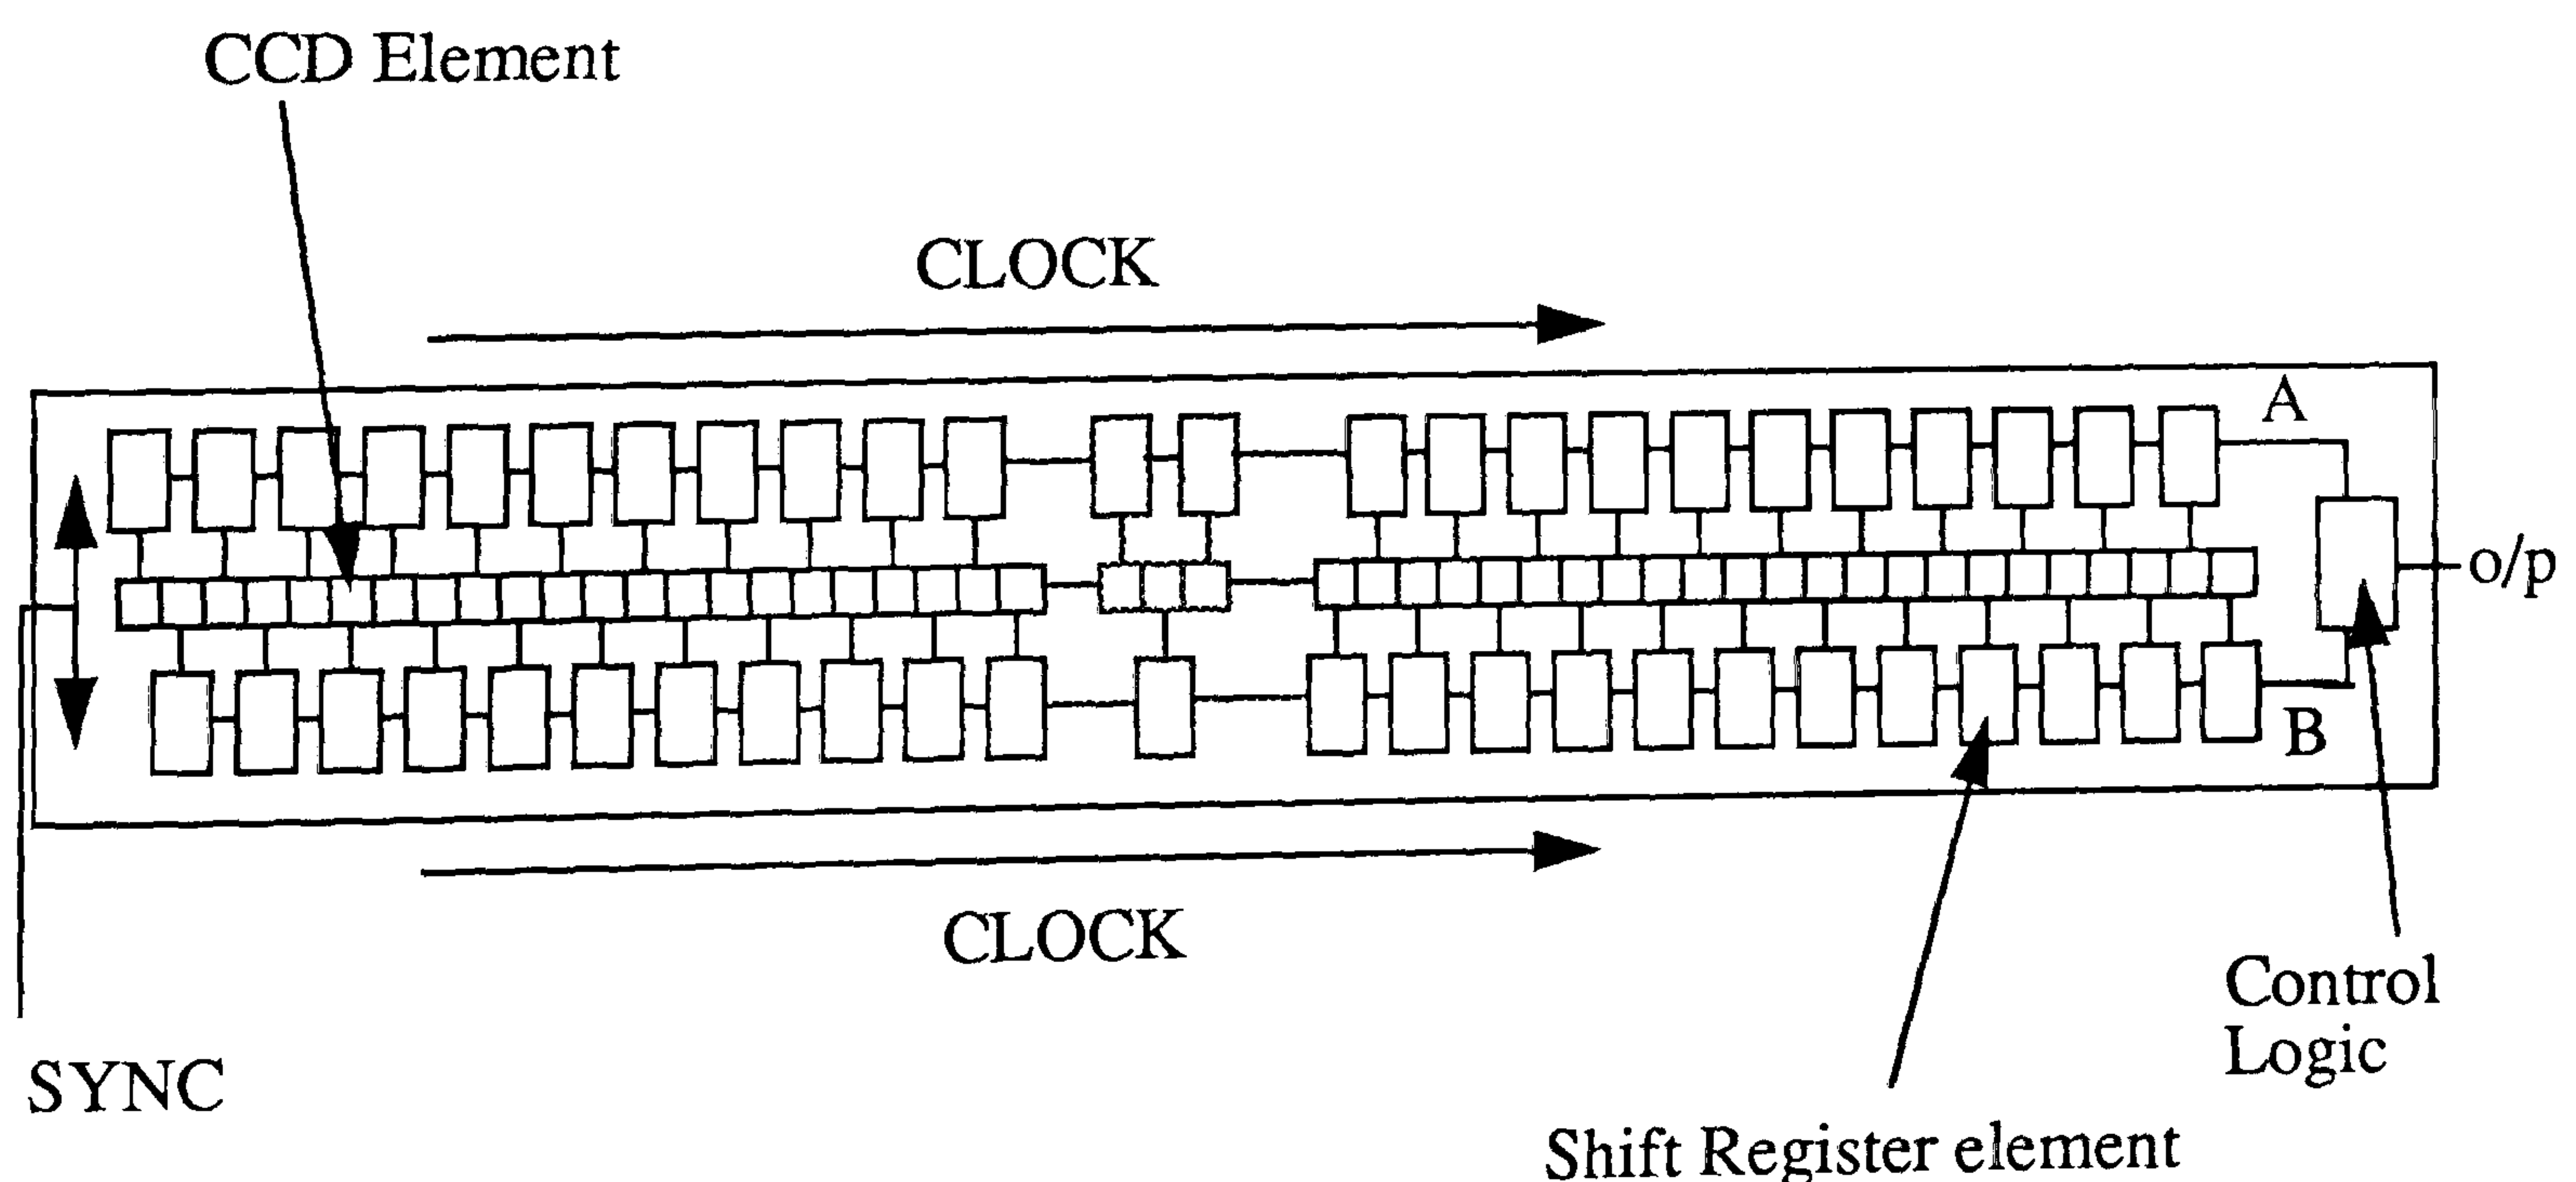 CCD Element
CLOCK
A
o/p
B
CLOCK
Control
Logic
SYNC
Shift Register element